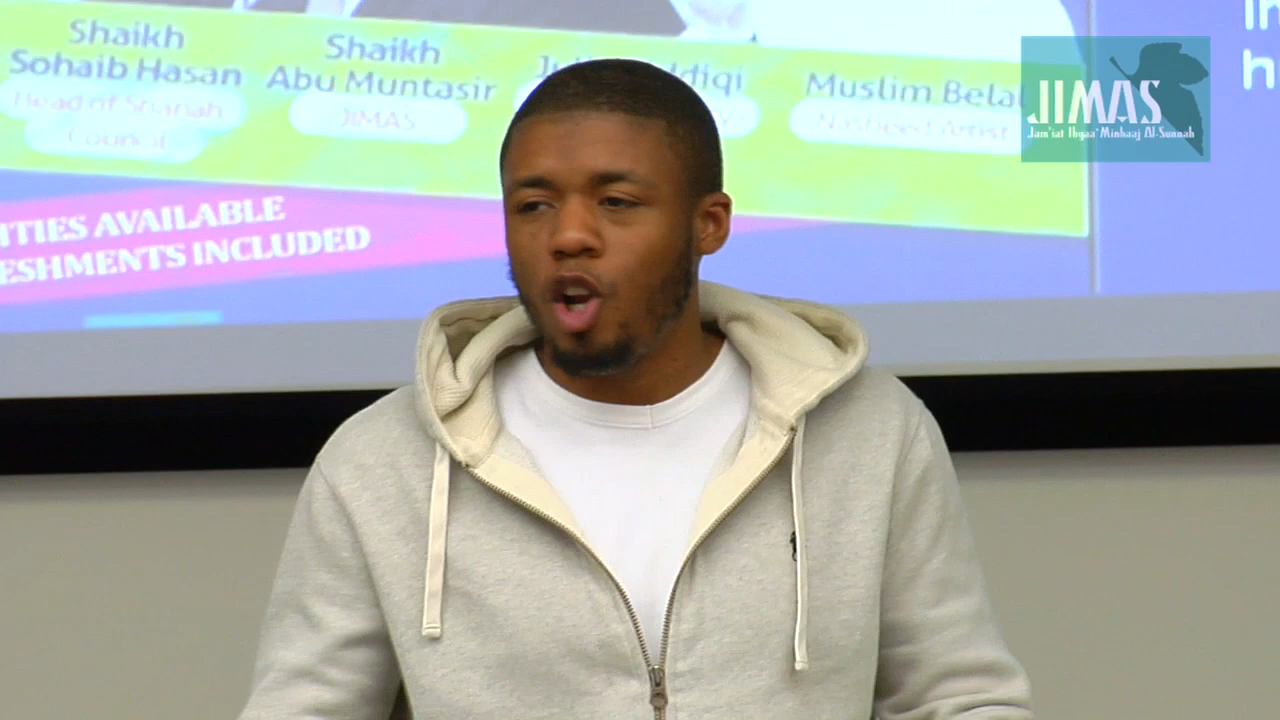 Shaikh
Sohaib Hasan
Head of Shariah
Council
Shaikh
Abu Muntasir
JIMAS
Muslim Belal
Nasheed Artist
ITIES AVAILABLE
ESHMENTS INCLUDED
JIMAS
Jam'iat Ihyaa' Minhaaj Al-Sunnah